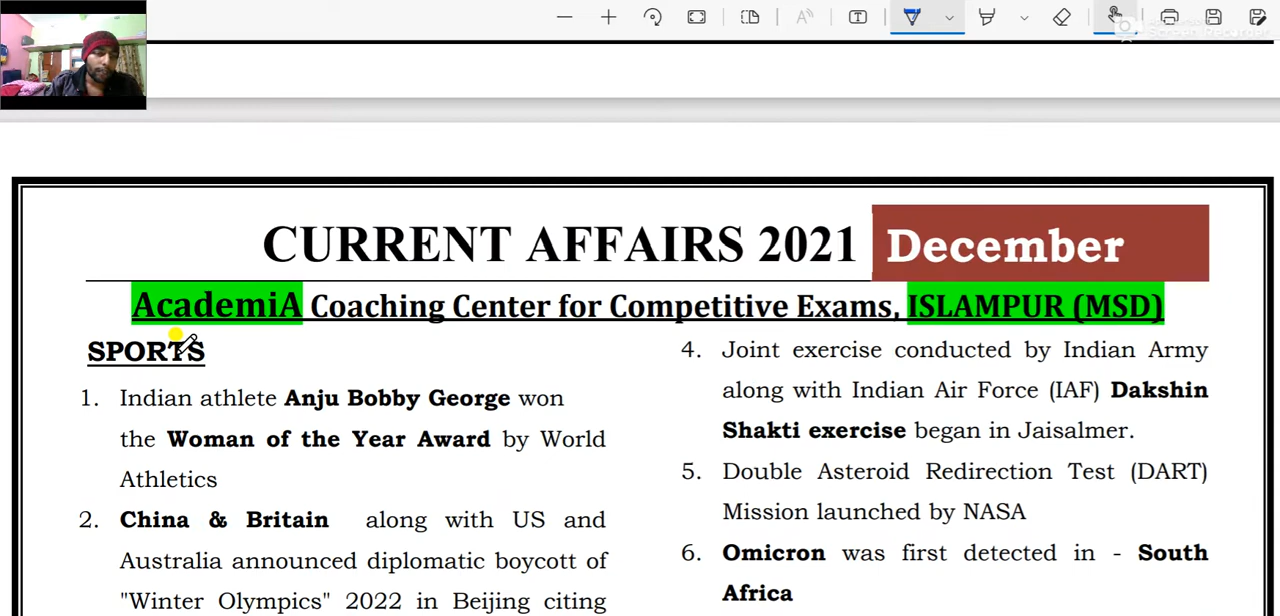 Screen Recorder
CURRENT AFFAIRS 2021 December
AcademiA Coaching Center for Competitive Exams, ISLAMPUR (MSD)
SPORTS
1. Indian athlete Anju Bobby George won
the Woman of the Year Award by World
Athletics
2. China & Britain along with US and
Australia announced diplomatic boycott of
"Winter Olympics" 2022 in Beijing citing
4. Joint exercise conducted by Indian Army
along with Indian Air Force (IAF) Dakshin
Shakti exercise began in Jaisalmer.
5. Double Asteroid Redirection Test (DART)
Mission launched by NASA
6. Omicron was first detected in - South
Africa